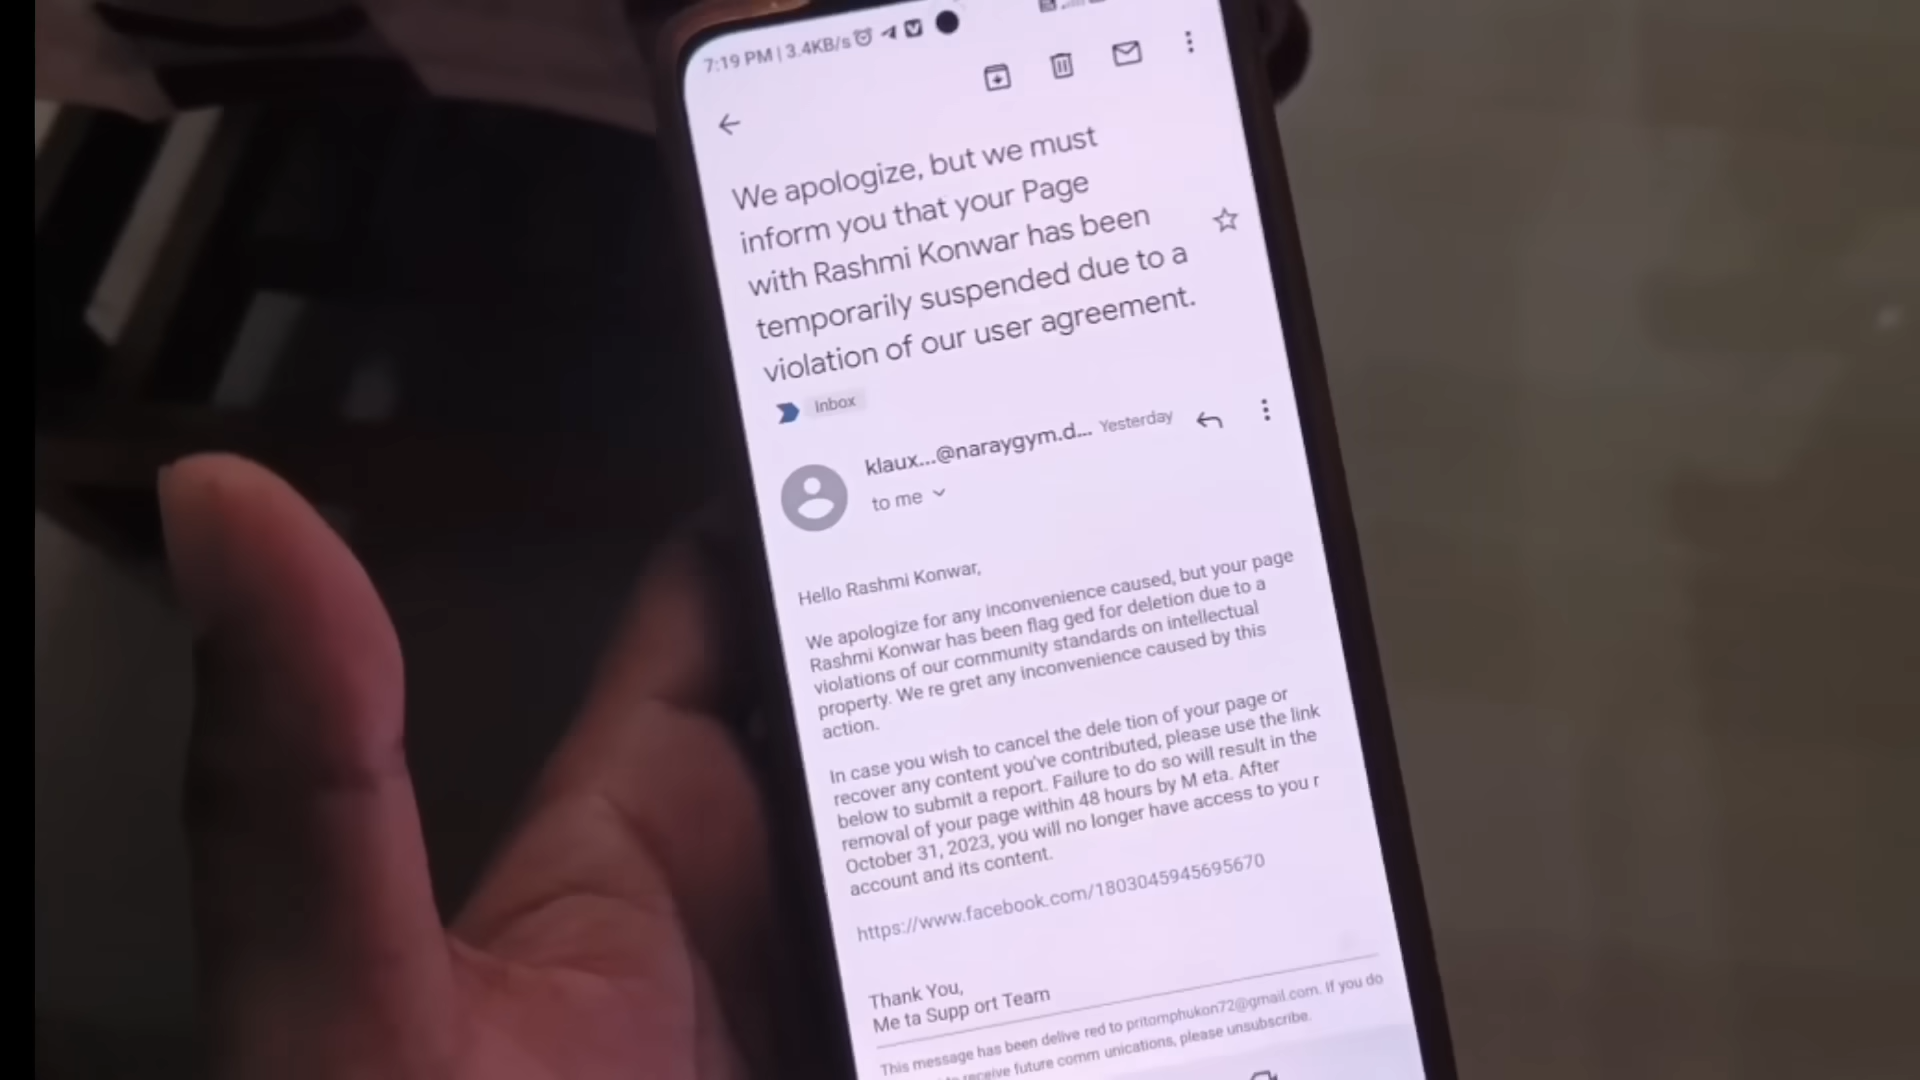 7:19 PM | 3.4KB/s
We apologize, but we must
inform you that your Page
with Rashmi Konwar has been
temporarily suspended due to a
violation of our user agreement.
Inbox
klaux...@naraygym.d... Yesterday
to me
Hello Rashmi Konwar,
We apologize for any inconvenience caused, but your page
Rashmi Konwar has been flag ged for deletion due to a
violations of our community standards on intellectual
property. We re gret any inconvenience caused by this
action.
In case you wish to cancel the dele tion of your page or
recover any content you've contributed, please use the link
below to submit a report. Failure to do so will result in the
removal of your page within 48 hours by M eta. After
October 31, 2023, you will no longer have access to you r
account and its content.
https://www.facebook.com/1803045945695670
Thank You,
Me ta Supp ort Team
This message has been delive red to pritomphukon72@gmail.com. If you do
receive future comm unications, please unsubscribe.